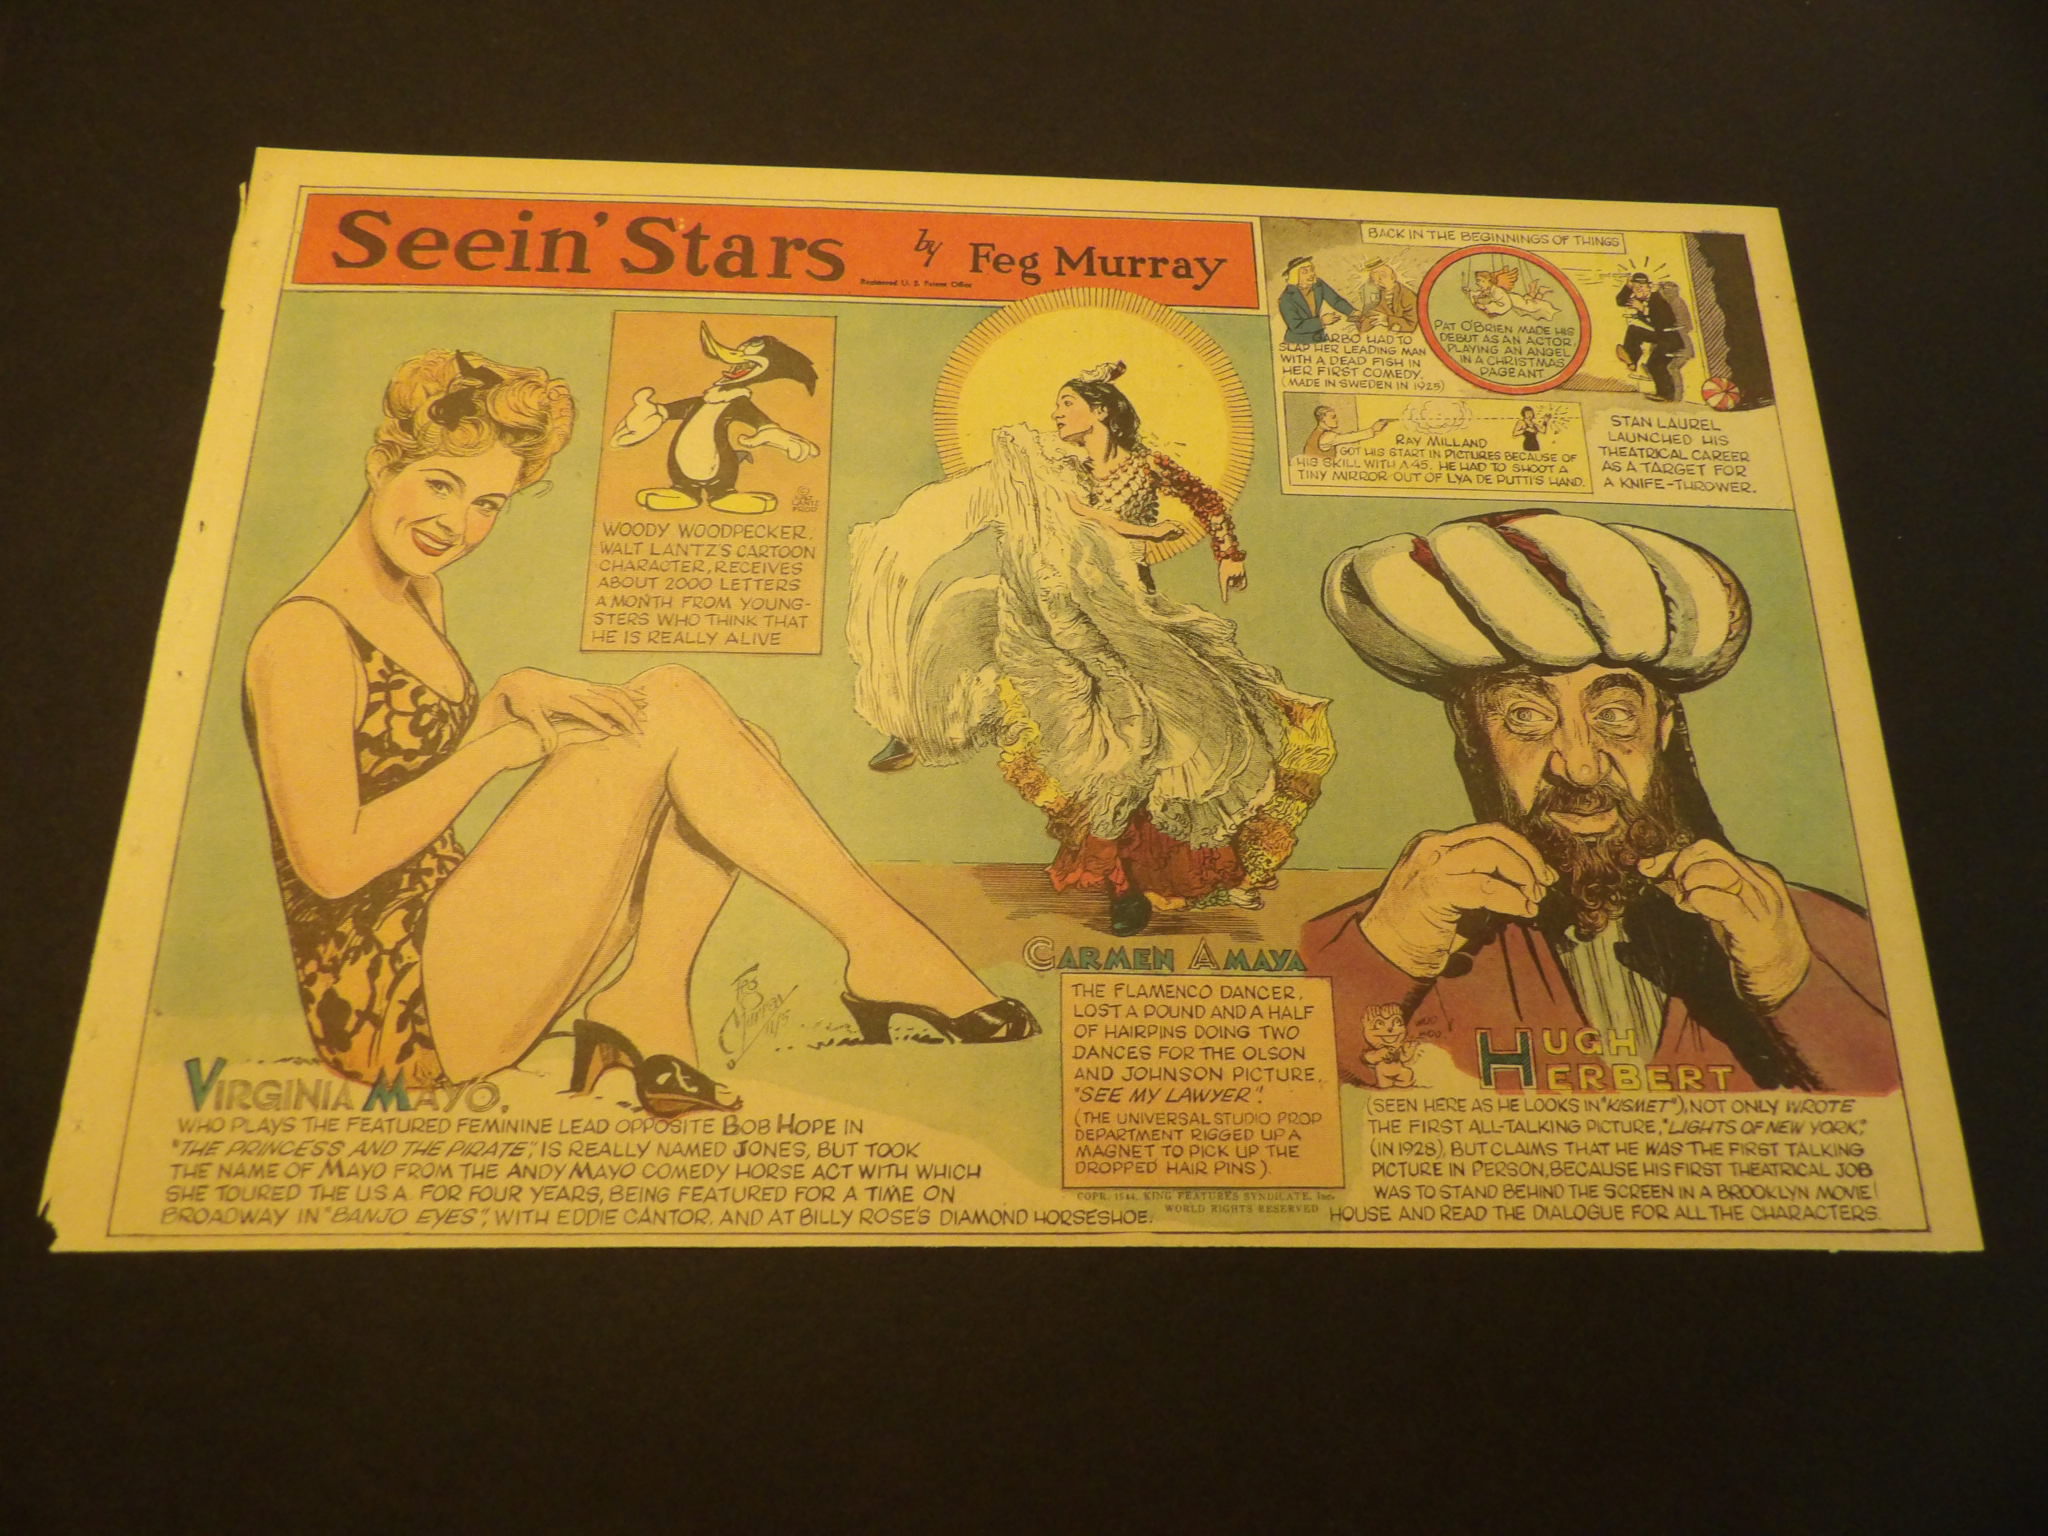 Seein' Stars by Feg Murray
Registered U. S. Patent Office
BACK IN THE BEGINNINGS OF THINGS
GARBO HAD TO
SLAP HER LEADING MAN
WITH A DEAD FISH IN
HER FIRST COMEDY.
(MADE IN SWEDEN IN 1925)
PAT O'BRIEN MADE HIS
DEBUT AS AN ACTOR,
PLAYING AN ANGEL
IN A CHRISTMAS
PAGEANT
RAY MILLAND
GOT HIS START IN PICTURES BECAUSE OF
HIS SKILL WITH A 45. HE HAD TO SHOOT A
TINY MIRROR OUT OF LYA DE PUTTI'S HAND.
STAN LAUREL
LAUNCHED HIS
THEATRICAL CAREER
AS A TARGET FOR
A KNIFE-THROWER.
©
WALT
LANTZ
PROD.
WOODY WOODPECKER,
WALT LANTZ'S CARTOON
CHARACTER, RECEIVES
ABOUT 2000 LETTERS
A MONTH FROM YOUNG-
STERS WHO THINK THAT
HE IS REALLY ALIVE
FEG
MURRAY
VIRGINIA MAYO,
WHO PLAYS THE FEATURED FEMININE LEAD OPPOSITE BOB HOPE IN
"THE PRINCESS AND THE PIRATE", IS REALLY NAMED JONES, BUT TOOK
THE NAME OF MAYO FROM THE ANDY MAYO COMEDY HORSE ACT WITH WHICH
SHE TOURED THE U.S.A. FOR FOUR YEARS, BEING FEATURED FOR A TIME ON
BROADWAY IN "BANJO EYES", WITH EDDIE CANTOR, AND AT BILLY ROSE'S DIAMOND HORSESHOE.
CARMEN AMAYA
THE FLAMENCO DANCER,
LOST A POUND AND A HALF
OF HAIRPINS DOING TWO
DANCES FOR THE OLSON
AND JOHNSON PICTURE,
"SEE MY LAWYER".
(THE UNIVERSAL STUDIO PROP
DEPARTMENT RIGGED UP A
MAGNET TO PICK UP THE
DROPPED HAIR PINS).
COPR. 1944, KING FEATURES SYNDICATE, Inc.
WORLD RIGHTS RESERVED
WOO
WOO
HUGH
HERBERT
(SEEN HERE AS HE LOOKS IN "KISMET"), NOT ONLY WROTE
THE FIRST ALL-TALKING PICTURE, "LIGHTS OF NEW YORK",
(IN 1928), BUT CLAIMS THAT HE WAS THE FIRST TALKING
PICTURE IN PERSON, BECAUSE HIS FIRST THEATRICAL JOB
WAS TO STAND BEHIND THE SCREEN IN A BROOKLYN MOVIE
HOUSE AND READ THE DIALOGUE FOR ALL THE CHARACTERS.